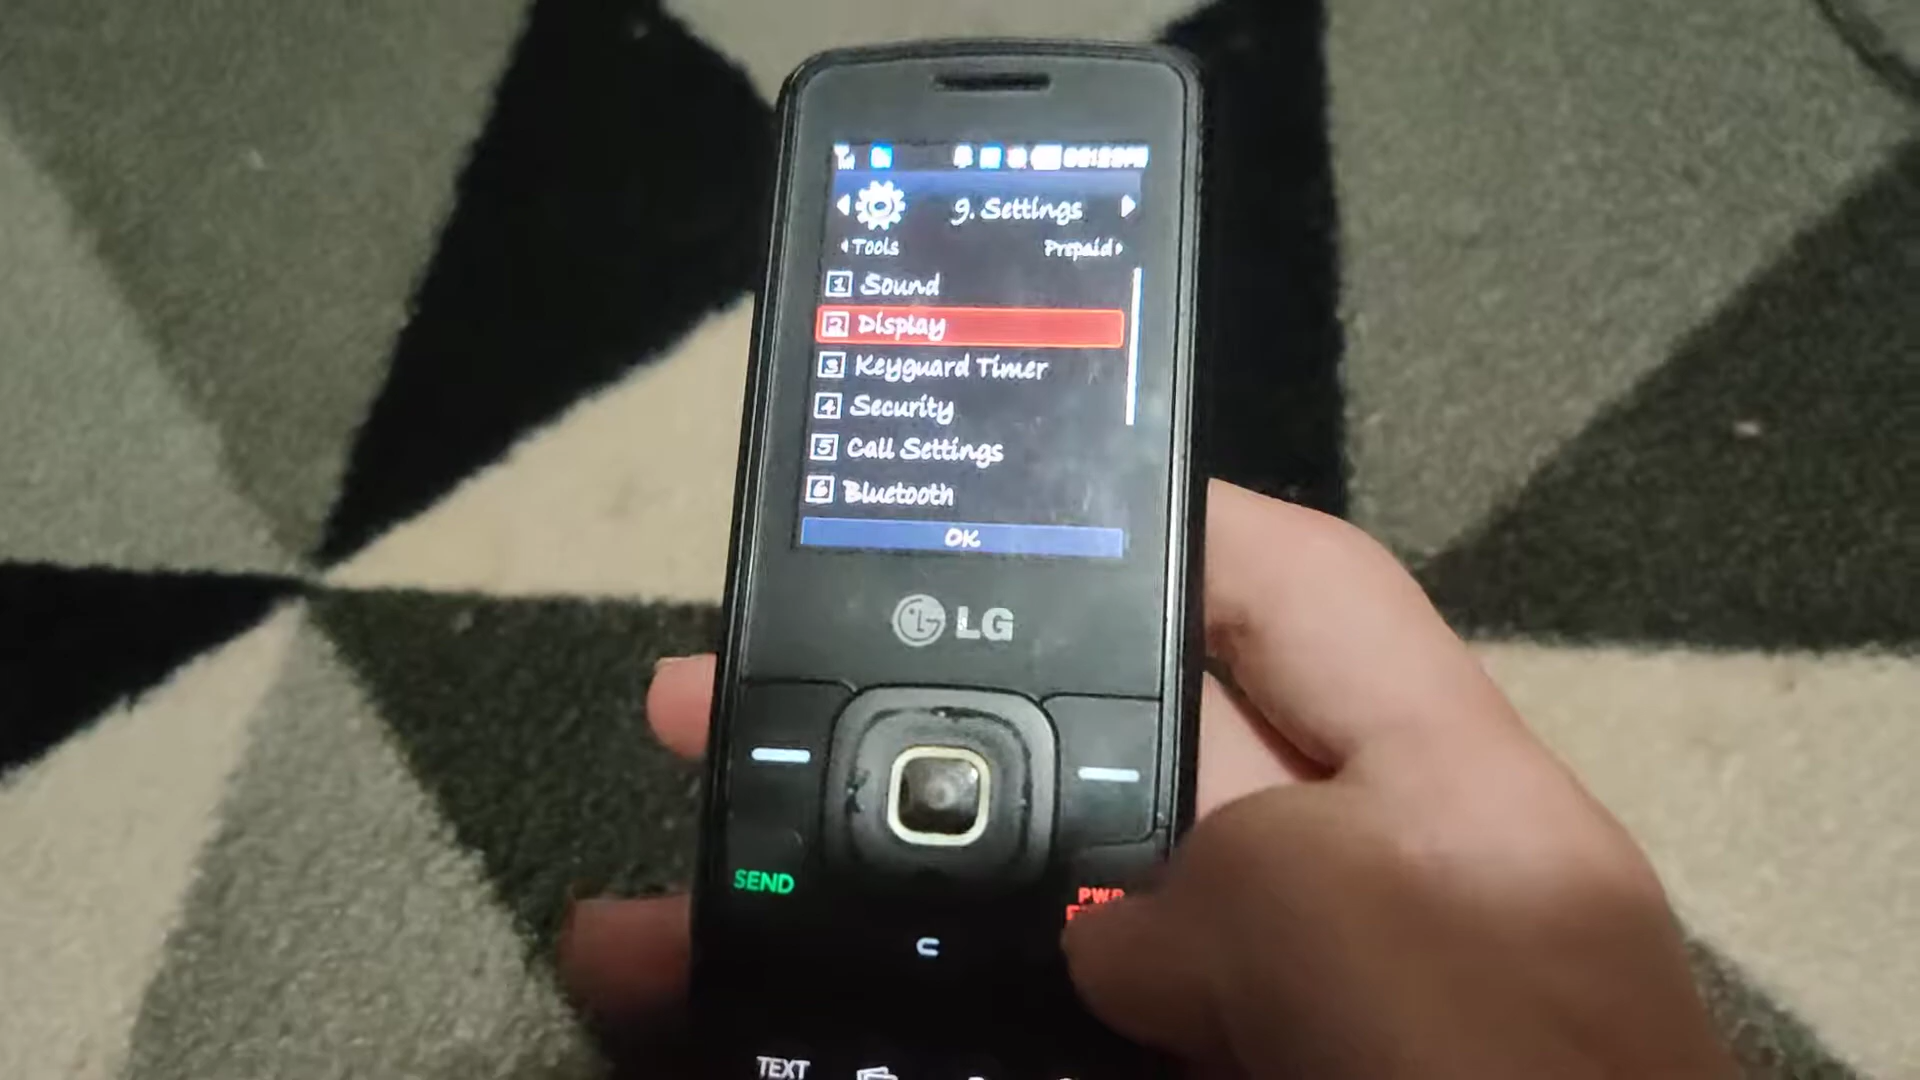 9. Settings
Tools Prepaid
1 Sound
2 Display
3 Keyguard Timer
4 Security
5 Call Settings
6 Bluetooth
OK
LG
SEND
PWR
C
TEXT